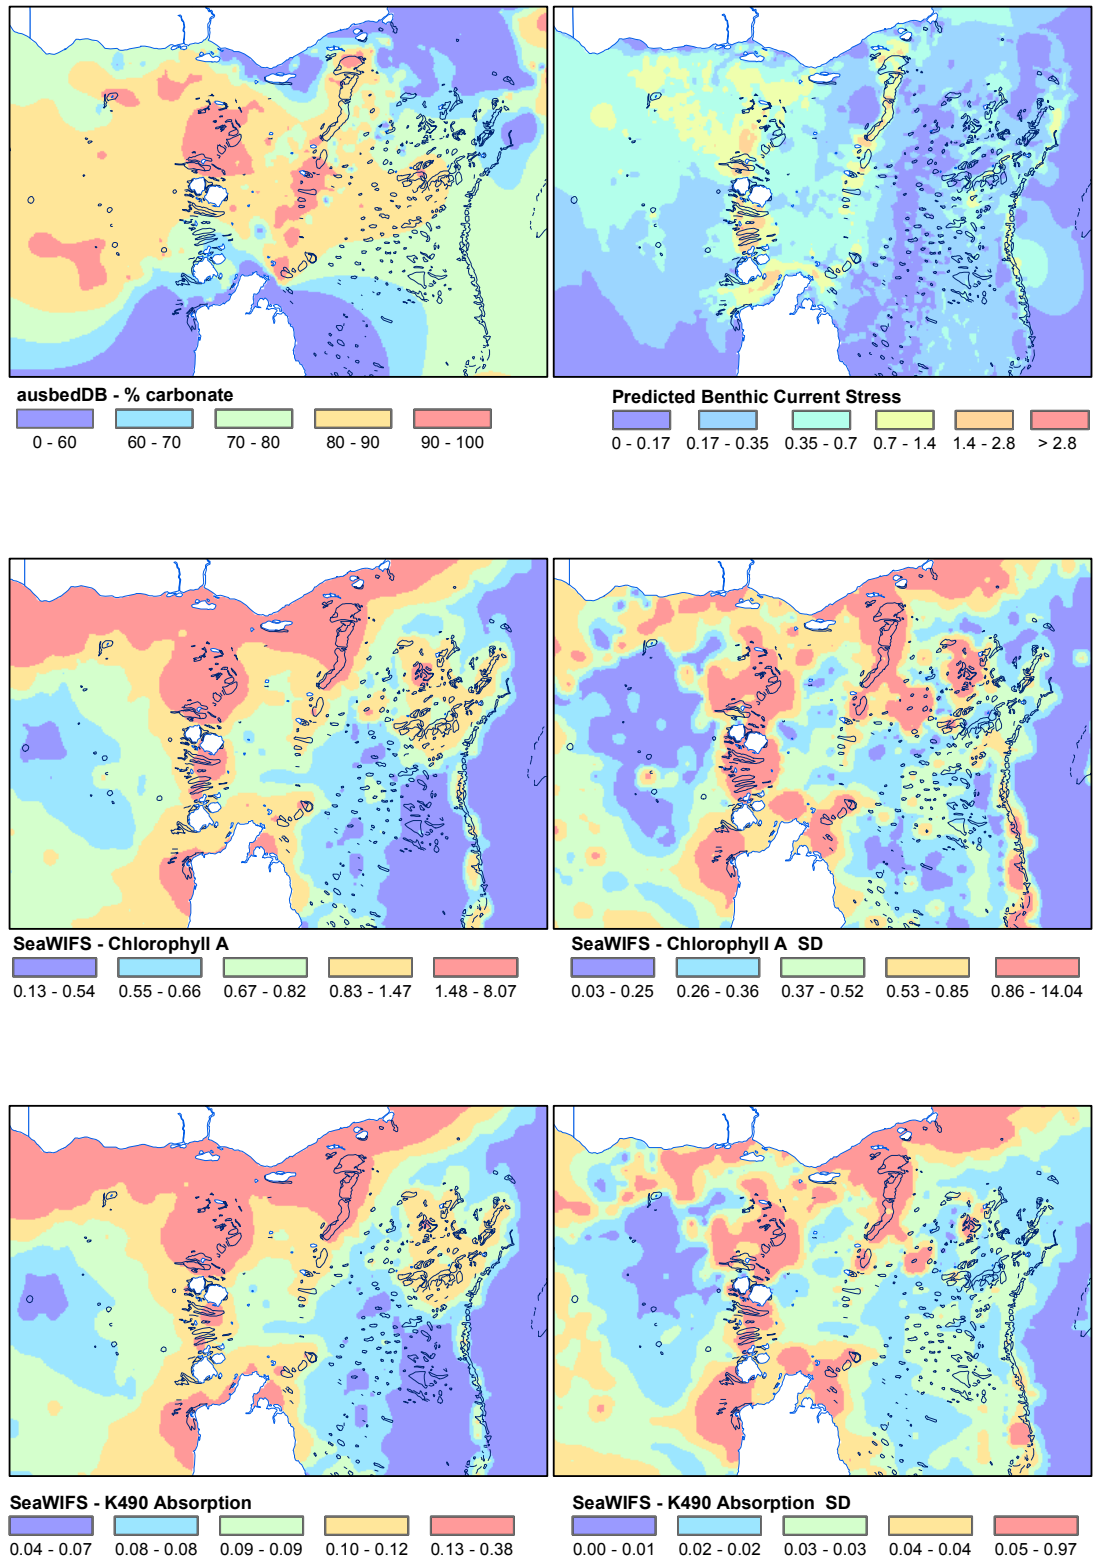 ausbedDB - % carbonate
0 - 60 60 - 70 70 - 80 80 - 90 90 - 100
Predicted Benthic Current Stress
0 - 0.17 0.17 - 0.35 0.35 - 0.7 0.7 - 1.4 1.4 - 2.8 > 2.8
SeaWIFS - Chlorophyll A
0.13 - 0.54 0.55 - 0.66 0.67 - 0.82 0.83 - 1.47 1.48 - 8.07
SeaWIFS - Chlorophyll A SD
0.03 - 0.25 0.26 - 0.36 0.37 - 0.52 0.53 - 0.85 0.86 - 14.04
SeaWIFS - K490 Absorption
0.04 - 0.07 0.08 - 0.08 0.09 - 0.09 0.10 - 0.12 0.13 - 0.38
SeaWIFS - K490 Absorption SD
0.00 - 0.01 0.02 - 0.02 0.03 - 0.03 0.04 - 0.04 0.05 - 0.97